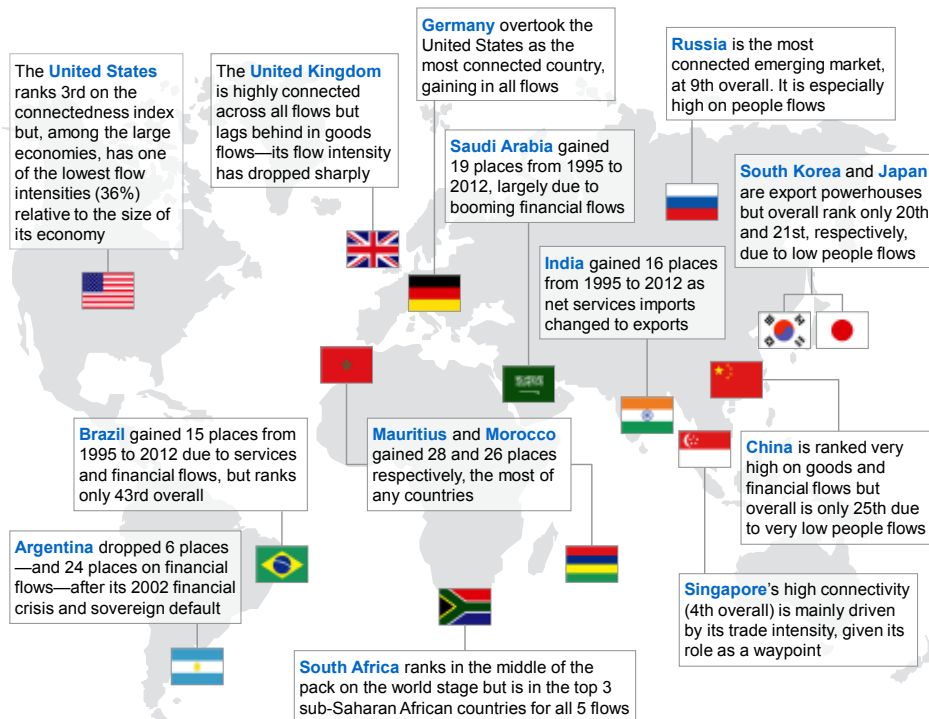 The United States
ranks 3rd on the
connectedness index
but, among the large
economies, has one
of the lowest flow
intensities (36%)
relative to the size of
its economy
The United Kingdom
is highly connected
across all flows but
lags behind in goods
flows—its flow intensity
has dropped sharply
Germany overtook the
United States as the
most connected country,
gaining in all flows
Russia is the most
connected emerging market,
at 9th overall. It is especially
high on people flows
Saudi Arabia gained
19 places from 1995 to
2012, largely due to
booming financial flows
South Korea and Japan
are export powerhouses
but overall rank only 20th
and 21st, respectively,
due to low people flows
India gained 16 places
from 1995 to 2012 as
net services imports
changed to exports
Brazil gained 15 places from
1995 to 2012 due to services
and financial flows, but ranks
only 43rd overall
Mauritius and Morocco
gained 28 and 26 places
respectively, the most of
any countries
China is ranked very
high on goods and
financial flows but
overall is only 25th due
to very low people flows
Argentina dropped 6 places
—and 24 places on financial
flows—after its 2002 financial
crisis and sovereign default
Singapore's high connectivity
(4th overall) is mainly driven
by its trade intensity, given its
role as a waypoint
South Africa ranks in the middle of the
pack on the world stage but is in the top 3
sub-Saharan African countries for all 5 flows